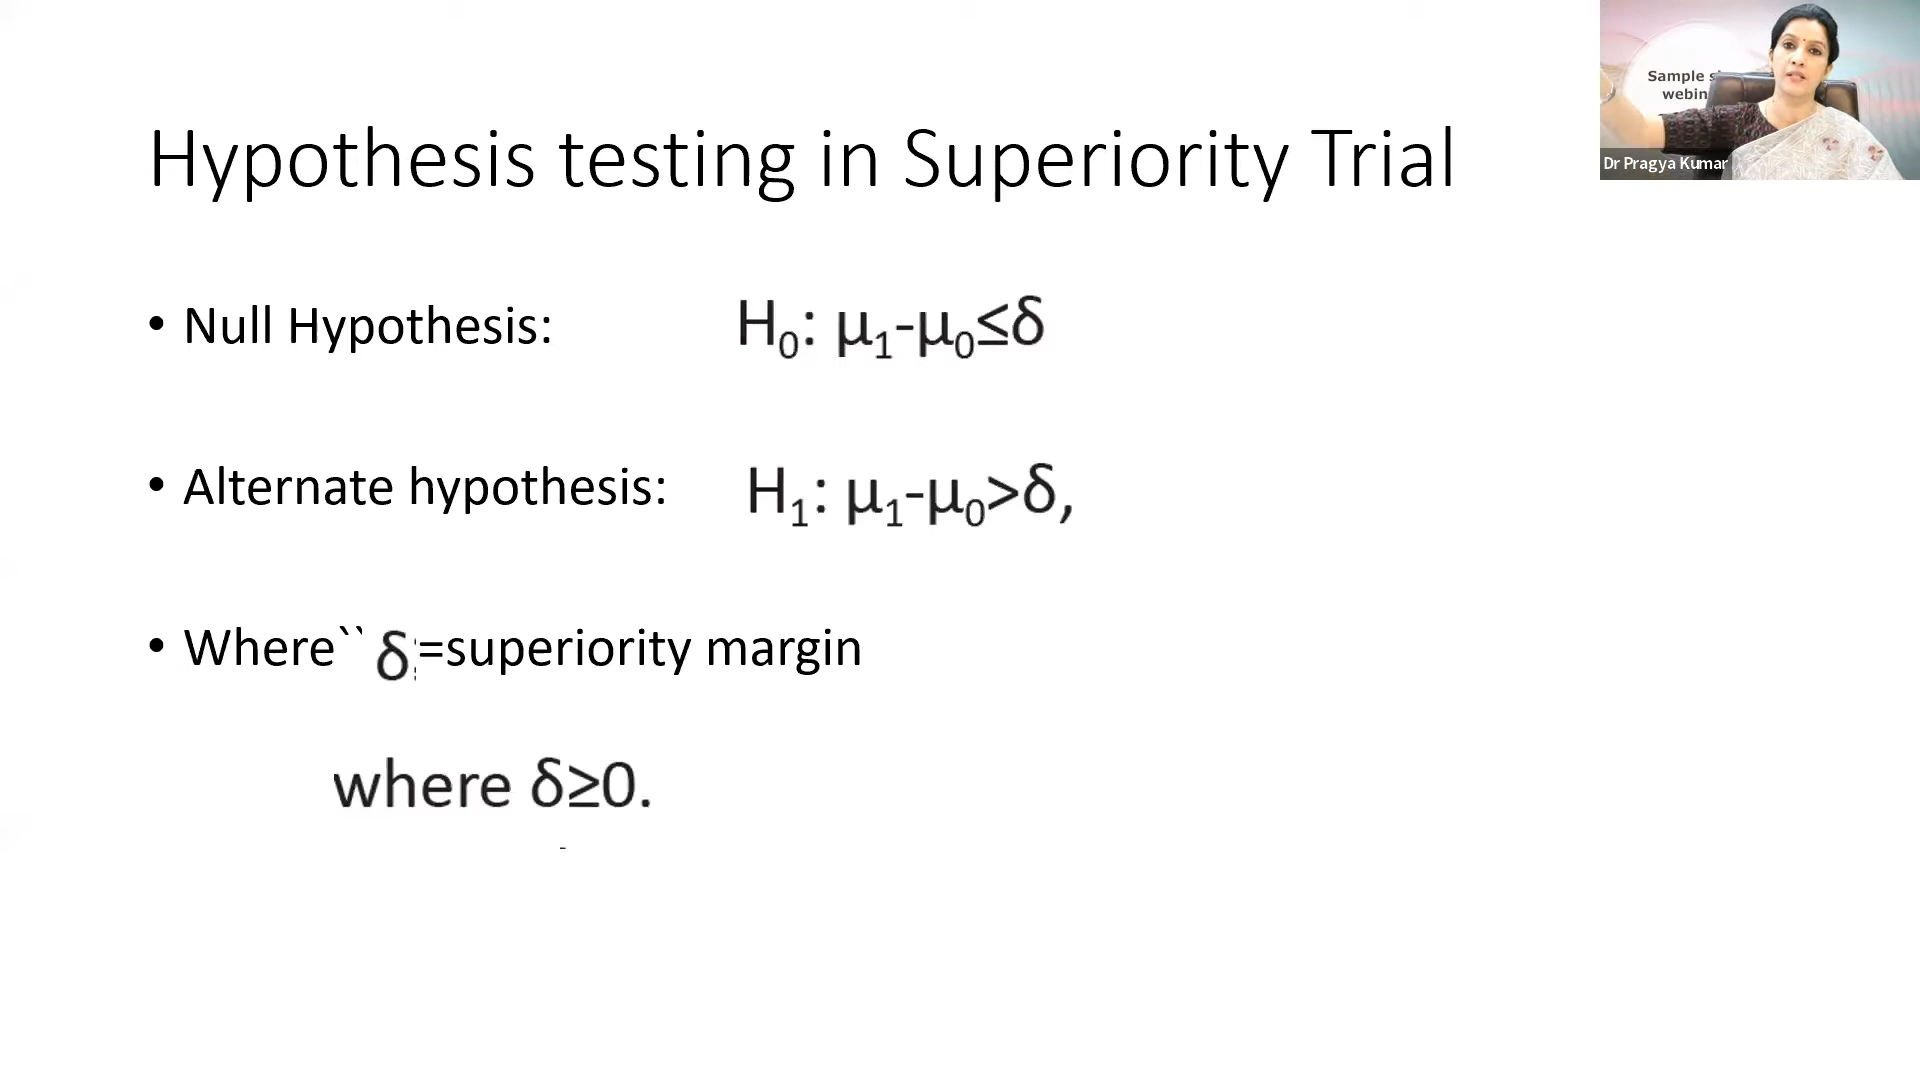 Hypothesis testing in Superiority Trial
Sample
webin
Dr Pragya Kumar
• Null Hypothesis: H₀: μ₁-μ₀≤δ
• Alternate hypothesis: H₁: μ₁-μ₀>δ,
• Where`` δ =superiority margin
where δ≥0.